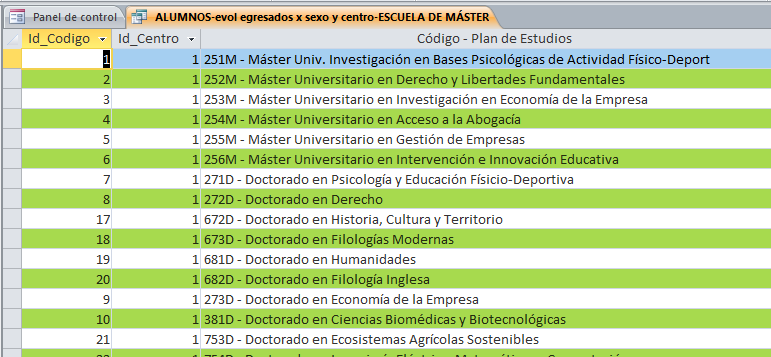 Panel de control ALUMNOS-evol egresados x sexo y centro-ESCUELA DE MÁSTER
Id_Codigo Id_Centro Código - Plan de Estudios
1 1 251M - Máster Univ. Investigación en Bases Psicológicas de Actividad Físico-Deport
2 1 252M - Máster Universitario en Derecho y Libertades Fundamentales
3 1 253M - Máster Universitario en Investigación en Economía de la Empresa
4 1 254M - Máster Universitario en Acceso a la Abogacía
5 1 255M - Máster Universitario en Gestión de Empresas
6 1 256M - Máster Universitario en Intervención e Innovación Educativa
7 1 271D - Doctorado en Psicología y Educación Físicio-Deportiva
8 1 272D - Doctorado en Derecho
17 1 672D - Doctorado en Historia, Cultura y Territorio
18 1 673D - Doctorado en Filologías Modernas
19 1 681D - Doctorado en Humanidades
20 1 682D - Doctorado en Filología Inglesa
9 1 273D - Doctorado en Economía de la Empresa
10 1 381D - Doctorado en Ciencias Biomédicas y Biotecnológicas
21 1 753D - Doctorado en Ecosistemas Agrícolas Sostenibles